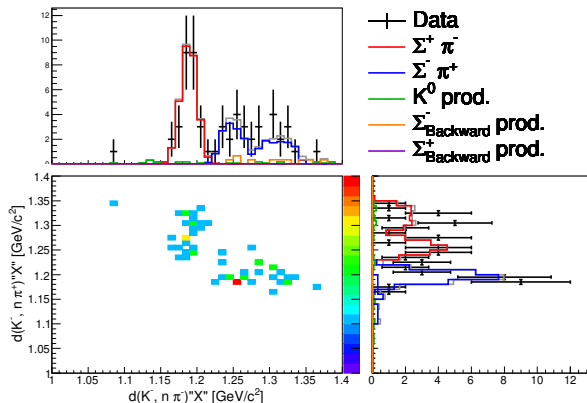 12
10
8
6
4
2
0
Data
Σ⁺ π⁻
Σ⁻ π⁺
K⁰ prod.
Σ⁻Backward prod.
Σ⁺Backward prod.
1.4
1.35
1.3
1.25
1.2
1.15
1.1
1.05
1
d(K⁻, n π⁺)"X" [GeV/c²]
1 1.05 1.1 1.15 1.2 1.25 1.3 1.35 1.4
d(K⁻, n π⁻)"X" [GeV/c²]
0 2 4 6 8 10 12